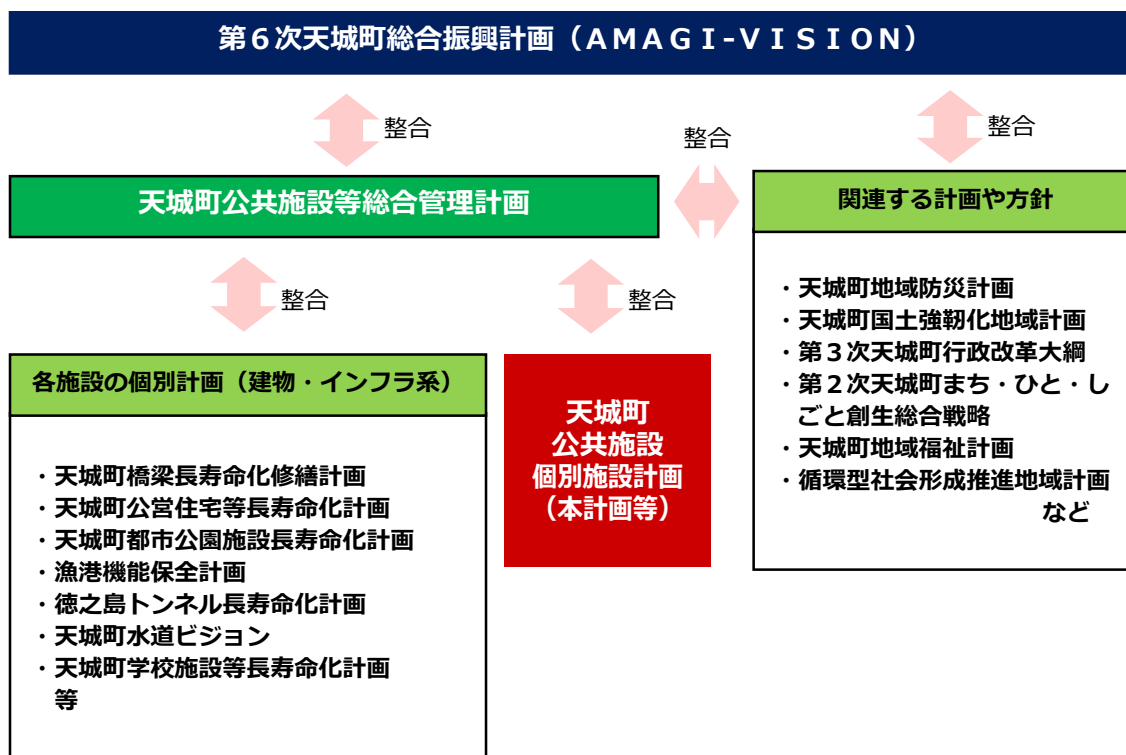 第６次天城町総合振興計画（ＡＭＡＧＩ-ＶＩＳＩＯＮ）
整合
整合
整合
天城町公共施設等総合管理計画
関連する計画や方針
整合
整合
・天城町地域防災計画
・天城町国土強靭化地域計画
・第３次天城町行政改革大綱
・第２次天城町まち・ひと・し
ごと創生総合戦略
・天城町地域福祉計画
・循環型社会形成推進地域計画
など
各施設の個別計画（建物・インフラ系）
・天城町橋梁長寿命化修繕計画
・天城町公営住宅等長寿命化計画
・天城町都市公園施設長寿命化計画
・漁港機能保全計画
・徳之島トンネル長寿命化計画
・天城町水道ビジョン
・天城町学校施設等長寿命化計画
等
天城町
公共施設
個別施設計画
（本計画等）